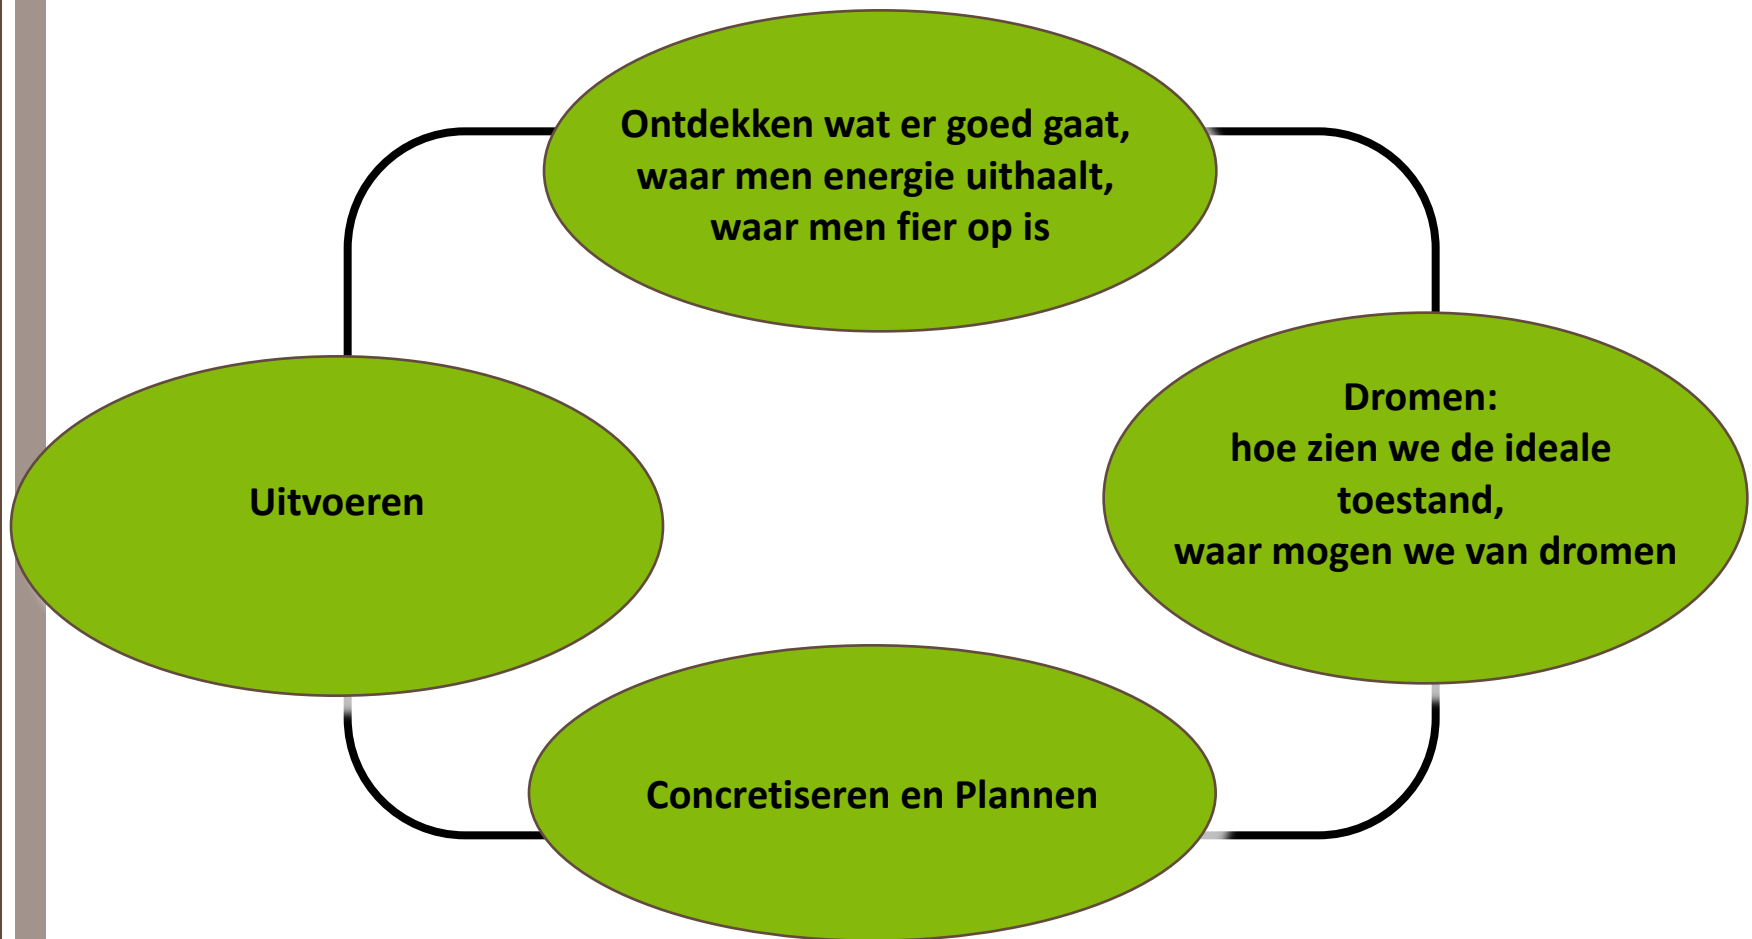 Ontdekken wat er goed gaat,
waar men energie uithaalt,
waar men fier op is
Dromen:
hoe zien we de ideale
toestand,
waar mogen we van dromen
Uitvoeren
Concretiseren en Plannen